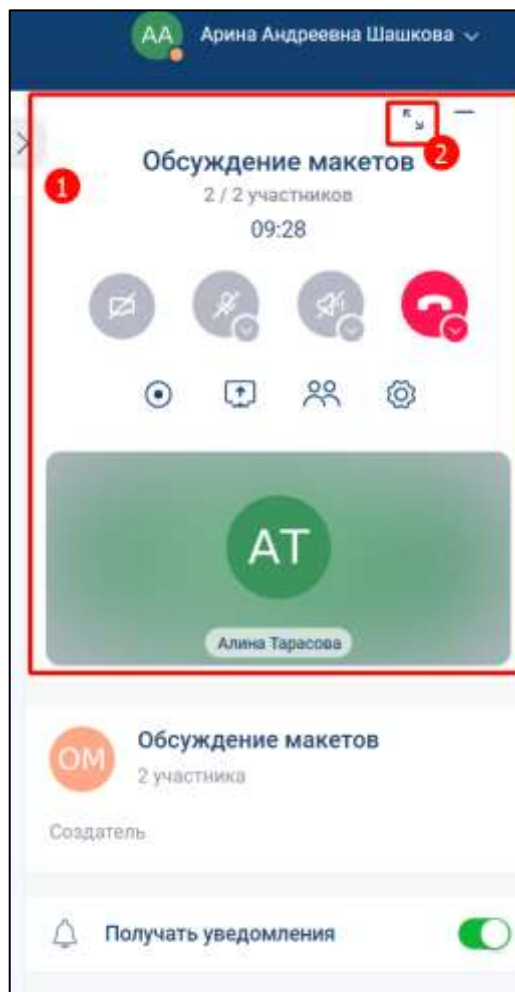 АА Арина Андреевна Шашкова
2
Обсуждение макетов
1
2 / 2 участников
09:28
АТ
Алина Тарасова
ОМ
Обсуждение макетов
2 участника
Создатель
Получать уведомления